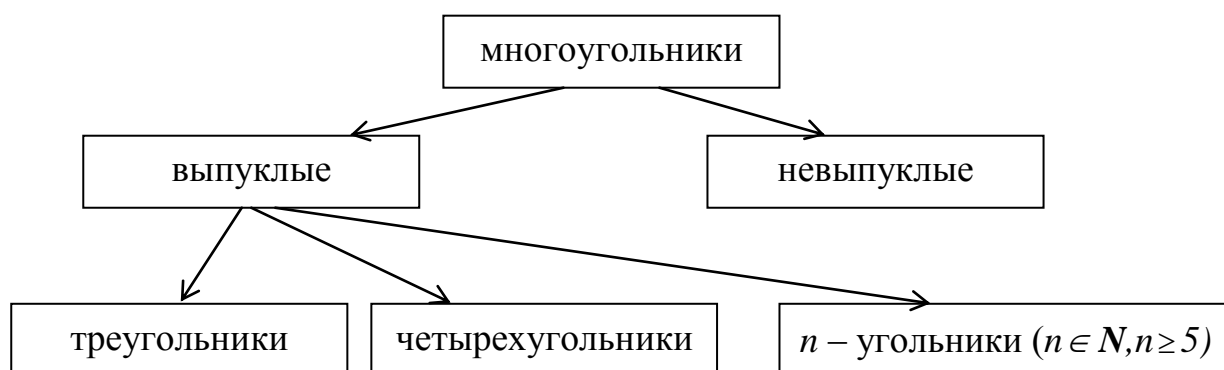 многоугольники
выпуклые
невыпуклые
треугольники
четырехугольники
n – угольники (n ∈ N,n ≥ 5)